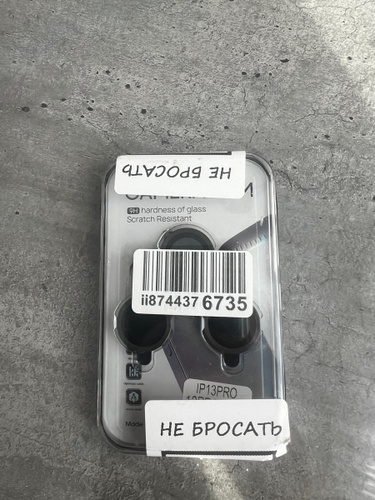 НЕ БРОСАТЬ
9H hardness of glass
Scratch Resistant
ii874437 6735
IP13PRO
НЕ БРОСАТЬ